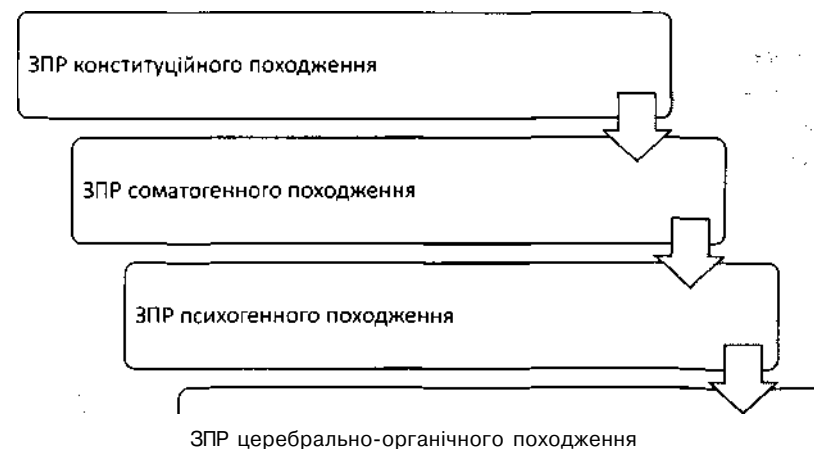 ЗПР конституційного походження
ЗПР соматогенного походження
ЗПР психогенного походження
ЗПР церебрально-органічного походження